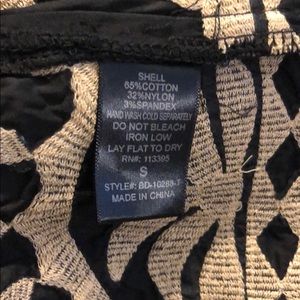 SHELL
65%COTTON
32%NYLON
3%SPANDEX
HAND WASH COLD SEPARATELY
DO NOT BLEACH
IRON LOW
LAY FLAT TO DRY
RN#: 113395
S
STYLE#: BD-10268-T
MADE IN CHINA